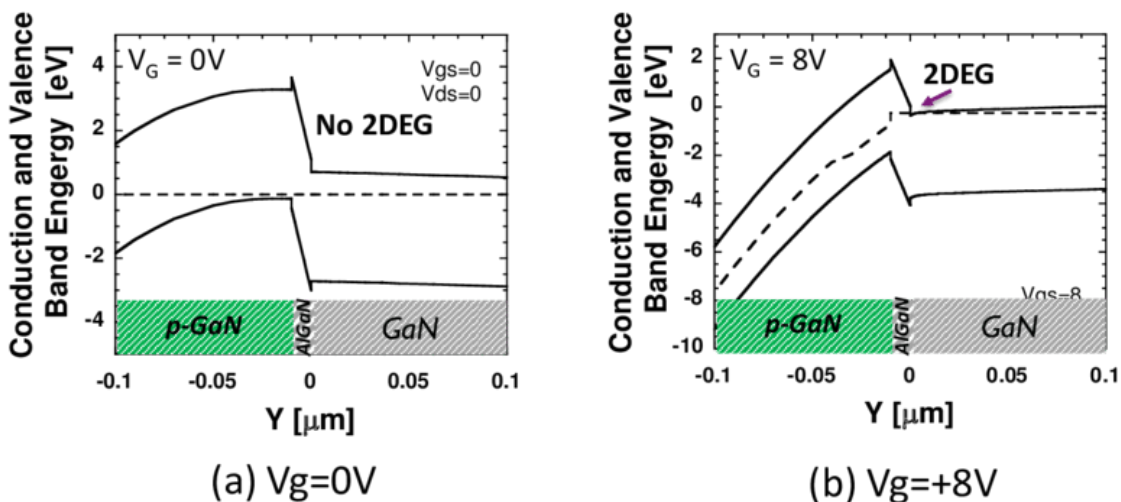 Conduction and Valence
Band Engergy [eV]
V_G = 0V
Vgs=0
Vds=0
No 2DEG
4
2
0
-2
-4
p-GaN
AlGaN
GaN
-0.1
-0.05
0
0.05
0.1
Y [μm]
(a) Vg=0V
Conduction and Valence
Band Engergy [eV]
V_G = 8V
2DEG
2
0
-2
-4
-6
-8
-10
Vgs=8
p-GaN
AlGaN
GaN
-0.1
-0.05
0
0.05
0.1
Y [μm]
(b) Vg=+8V